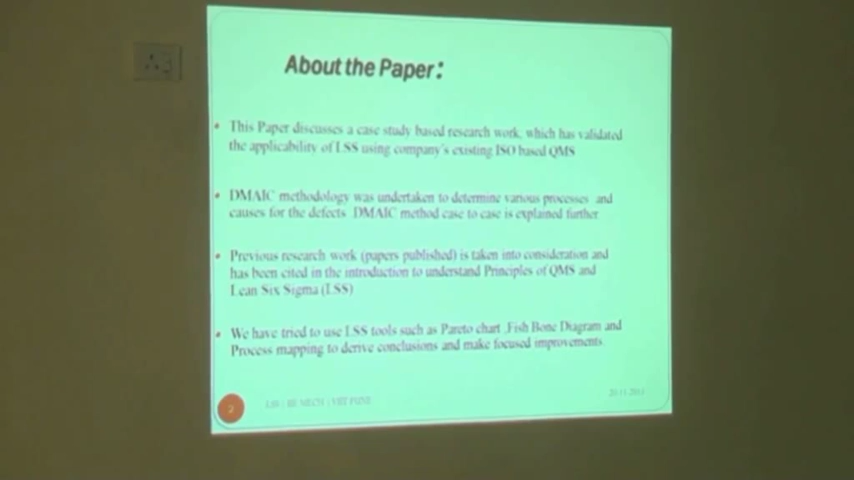 About the Paper:
This Paper discusses a case study based research work, which has validated
the applicability of LSS using company's existing ISO based QMS
DMAIC methodology was undertaken to determine various processes and
causes for the defects .DMAIC method case to case is explained further
Previous research work (papers published) is taken into consideration and
has been cited in the introduction to understand Principles of QMS and
Lean Six Sigma (LSS)
We have tried to use LSS tools such as Pareto chart ,Fish Bone Diagram and
Process mapping to derive conclusions and make focused improvements.
2